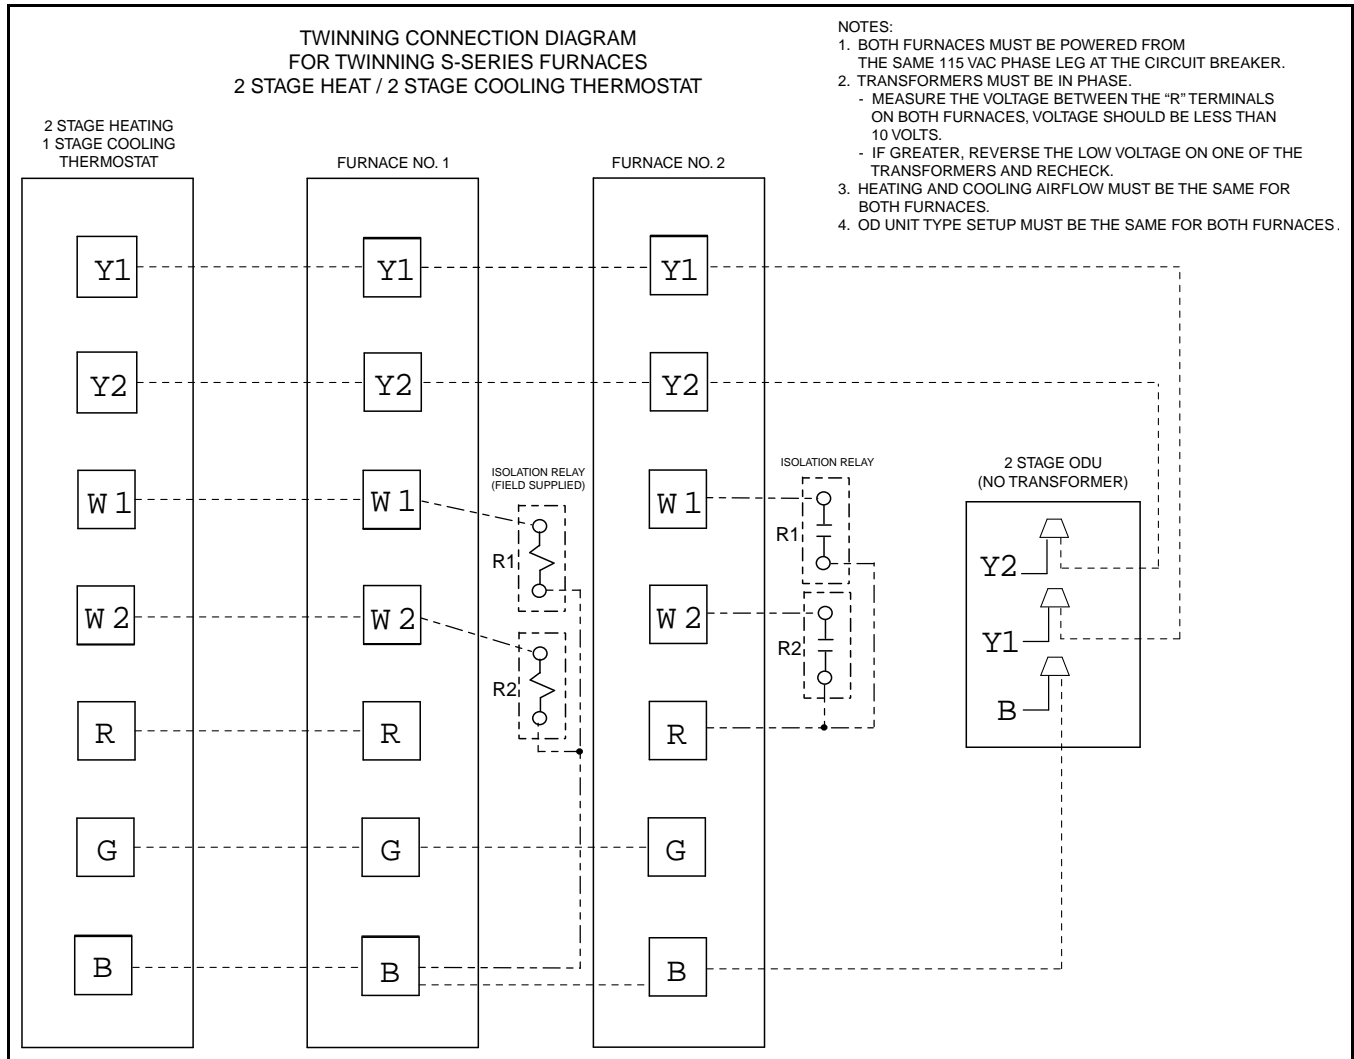 TWINNING CONNECTION DIAGRAM
FOR TWINNING S-SERIES FURNACES
2 STAGE HEAT / 2 STAGE COOLING THERMOSTAT
NOTES:
1. BOTH FURNACES MUST BE POWERED FROM
THE SAME 115 VAC PHASE LEG AT THE CIRCUIT BREAKER.
2. TRANSFORMERS MUST BE IN PHASE.
- MEASURE THE VOLTAGE BETWEEN THE “R” TERMINALS
ON BOTH FURNACES, VOLTAGE SHOULD BE LESS THAN
10 VOLTS.
- IF GREATER, REVERSE THE LOW VOLTAGE ON ONE OF THE
TRANSFORMERS AND RECHECK.
3. HEATING AND COOLING AIRFLOW MUST BE THE SAME FOR
BOTH FURNACES.
4. OD UNIT TYPE SETUP MUST BE THE SAME FOR BOTH FURNACES.
2 STAGE HEATING
1 STAGE COOLING
THERMOSTAT
Y1
Y2
W1
W2
R
G
B
FURNACE NO. 1
Y1
Y2
W1
W2
R
G
B
ISOLATION RELAY
(FIELD SUPPLIED)
R1
R2
FURNACE NO. 2
Y1
Y2
W1
W2
R
G
B
ISOLATION RELAY
R1
R2
2 STAGE ODU
(NO TRANSFORMER)
Y2
Y1
B